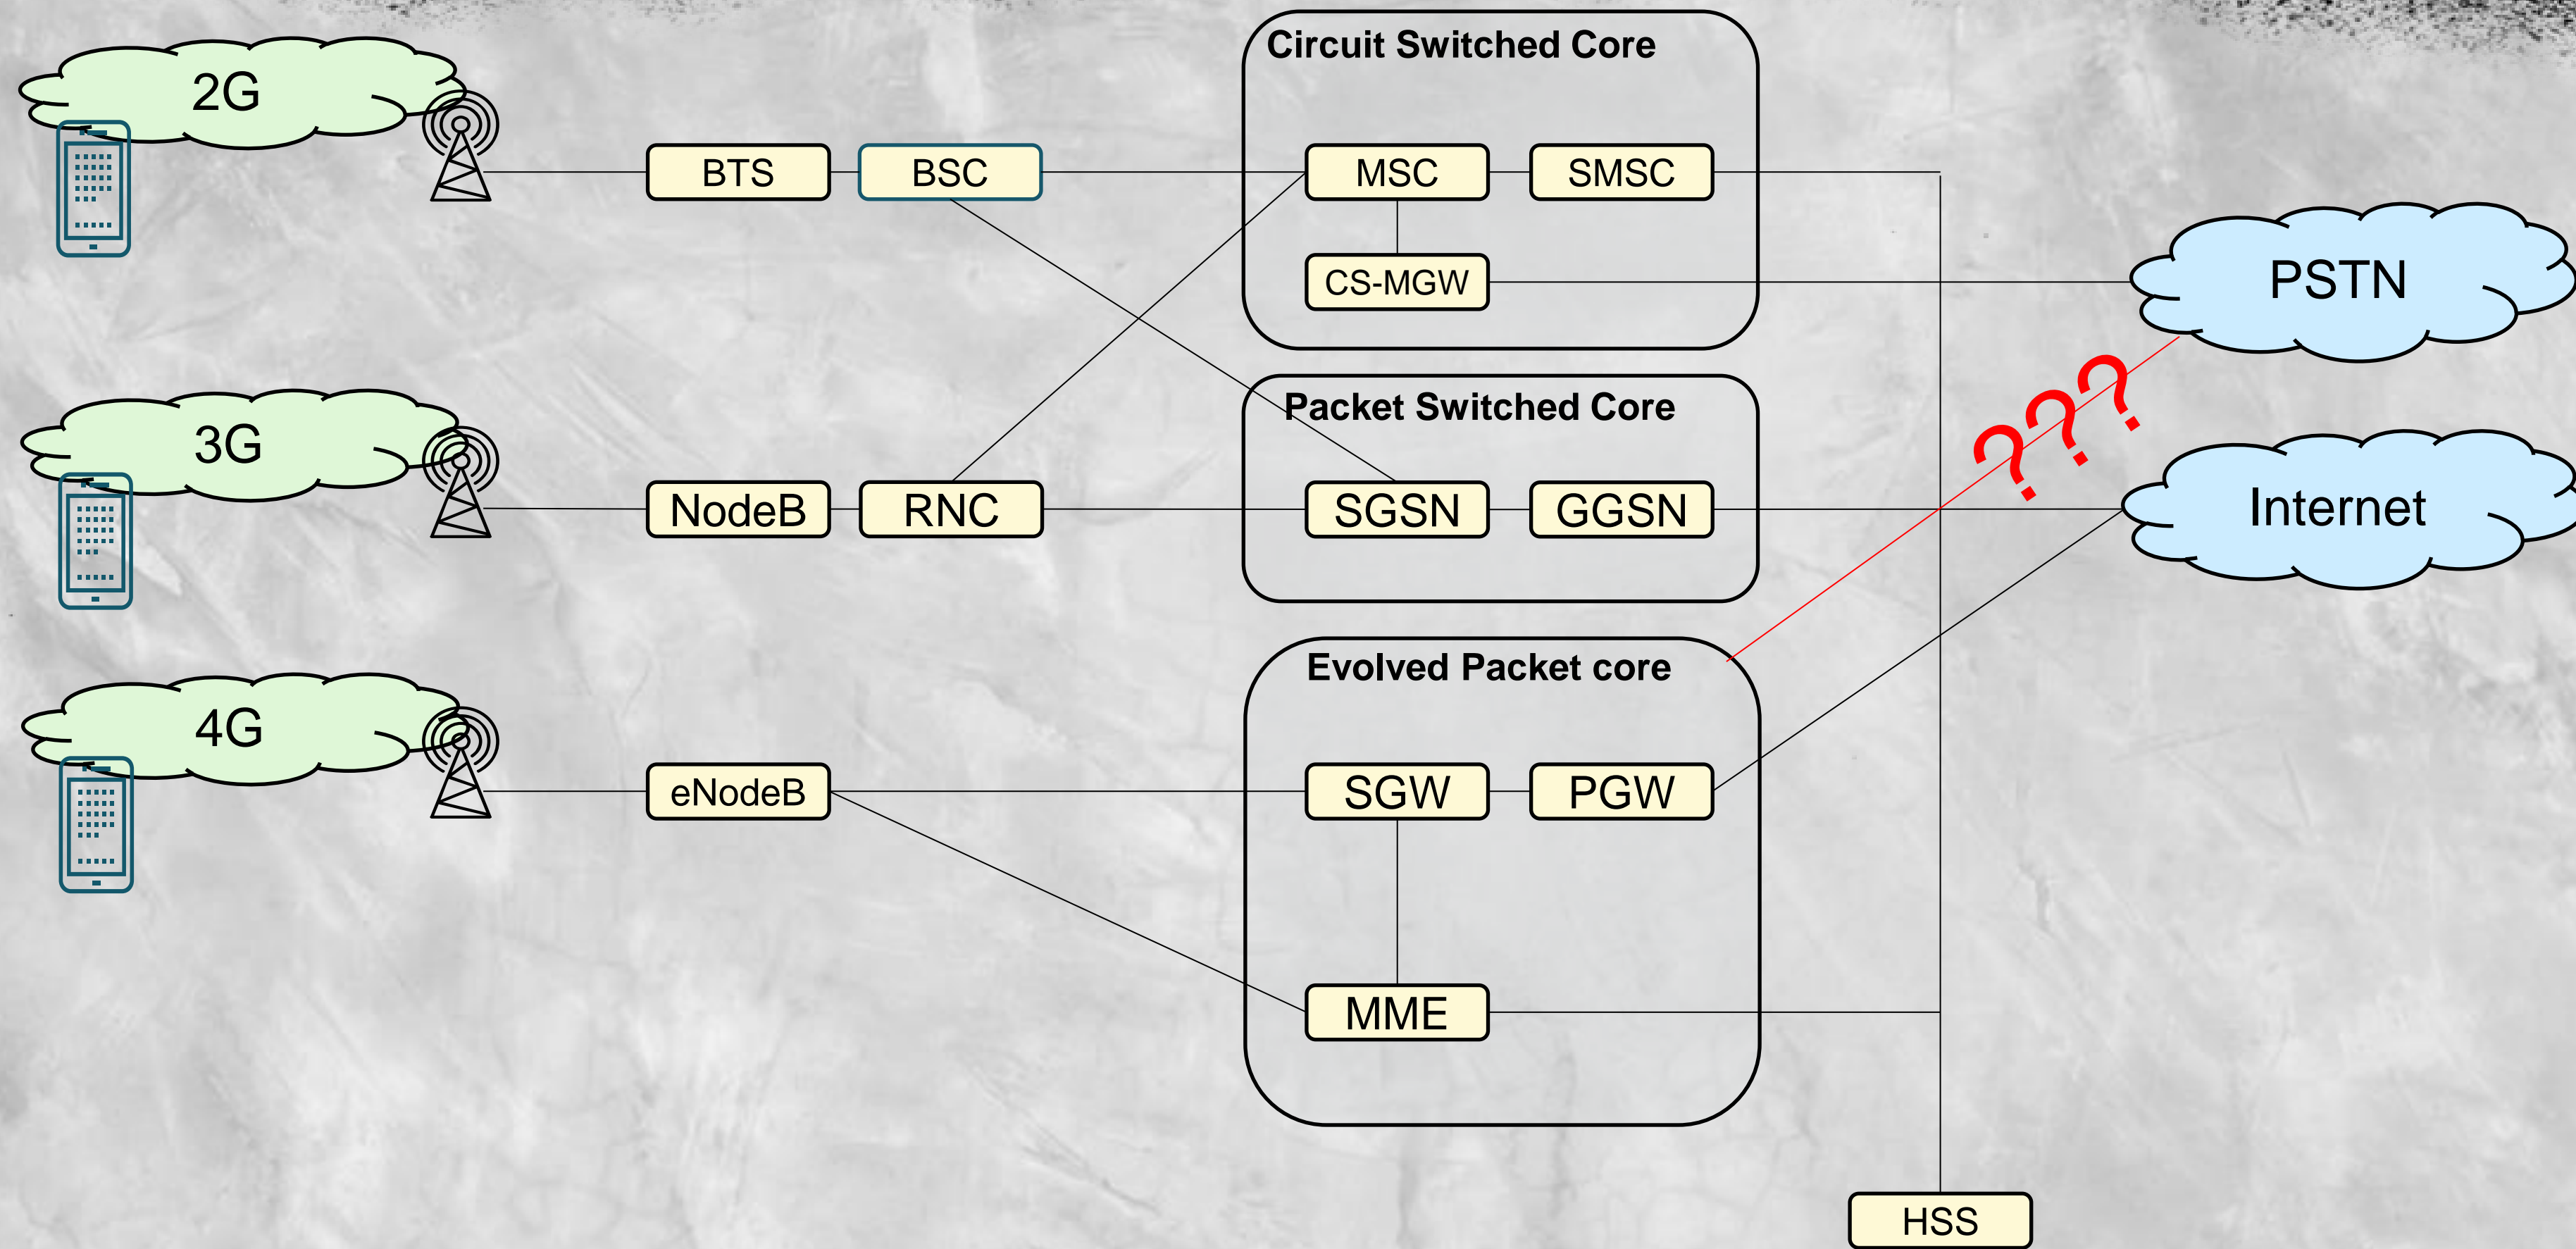 Circuit Switched Core
2G
BTS
BSC
MSC
SMSC
CS-MGW
PSTN
Packet Switched Core
???
3G
NodeB
RNC
SGSN
GGSN
Internet
Evolved Packet core
4G
eNodeB
SGW
PGW
MME
HSS